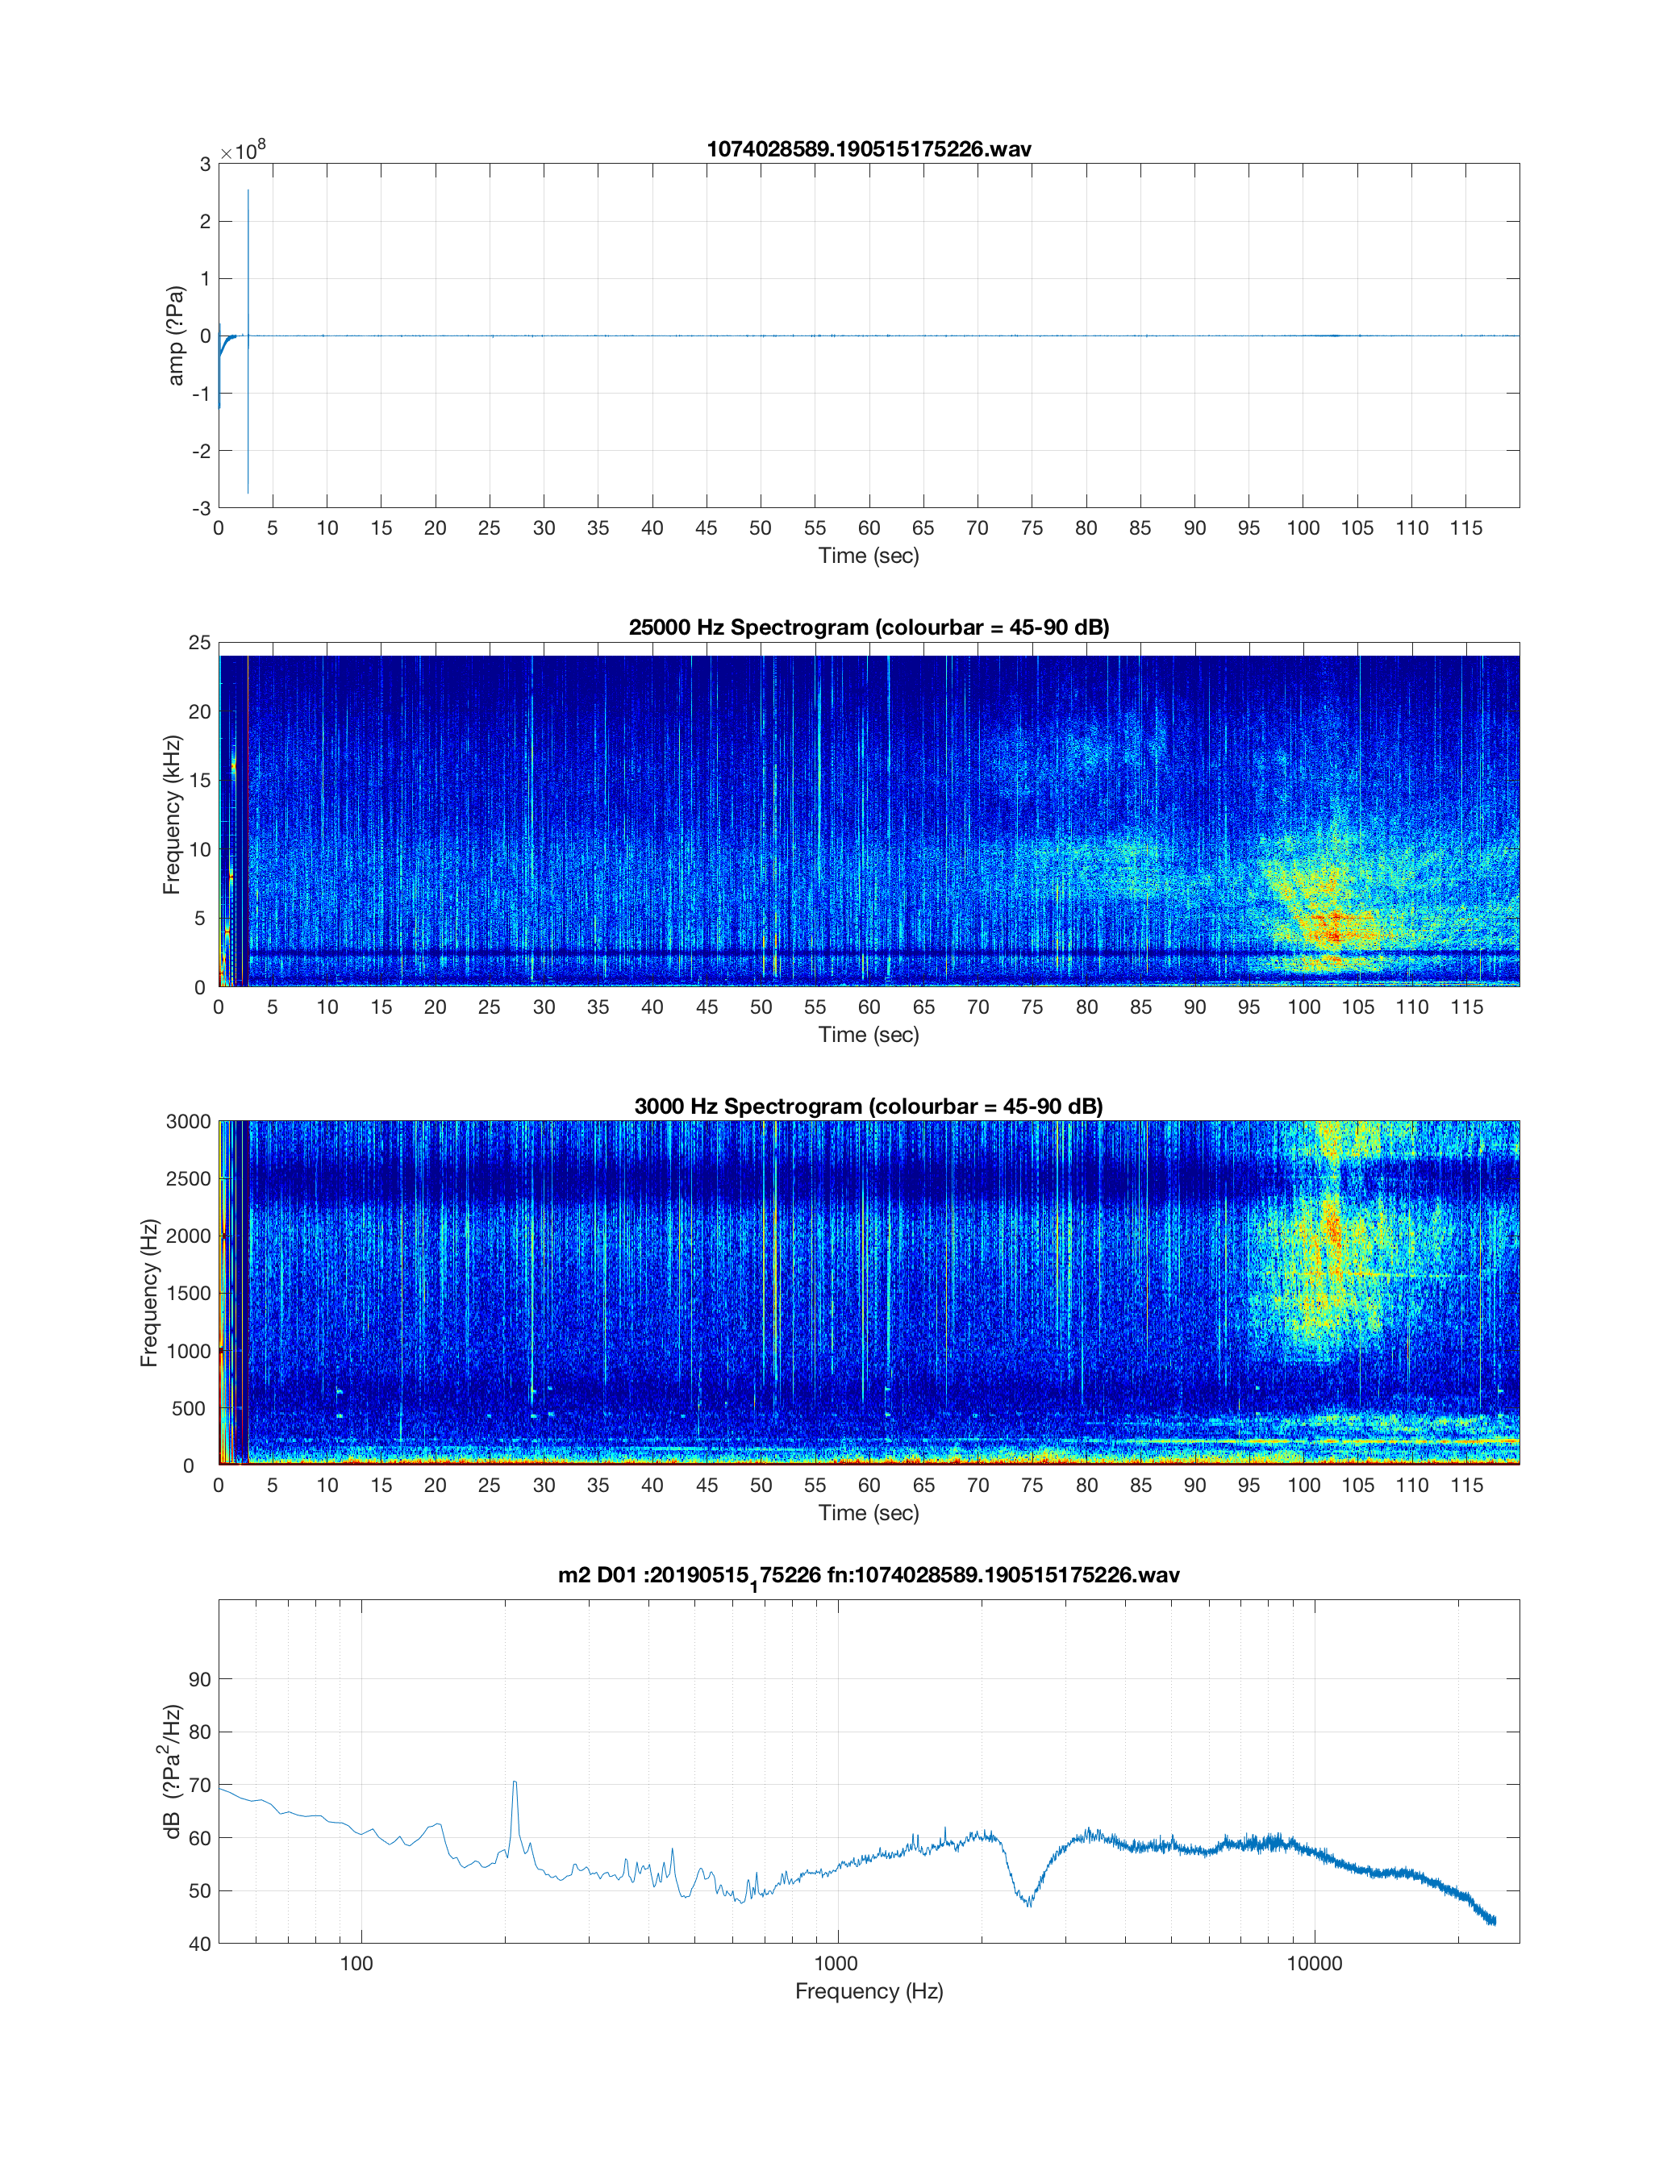 1074028589.190515175226.wav
×10^8
3
2
1
0
-1
-2
-3
amp (?Pa)
0 5 10 15 20 25 30 35 40 45 50 55 60 65 70 75 80 85 90 95 100 105 110 115
Time (sec)
25000 Hz Spectrogram (colourbar = 45-90 dB)
25
20
15
10
5
0
Frequency (kHz)
0 5 10 15 20 25 30 35 40 45 50 55 60 65 70 75 80 85 90 95 100 105 110 115
Time (sec)
3000 Hz Spectrogram (colourbar = 45-90 dB)
3000
2500
2000
1500
1000
500
0
Frequency (Hz)
0 5 10 15 20 25 30 35 40 45 50 55 60 65 70 75 80 85 90 95 100 105 110 115
Time (sec)
m2 D01 :20190515_175226 fn:1074028589.190515175226.wav
90
80
70
60
50
40
dB (?Pa^2/Hz)
100 1000 10000
Frequency (Hz)